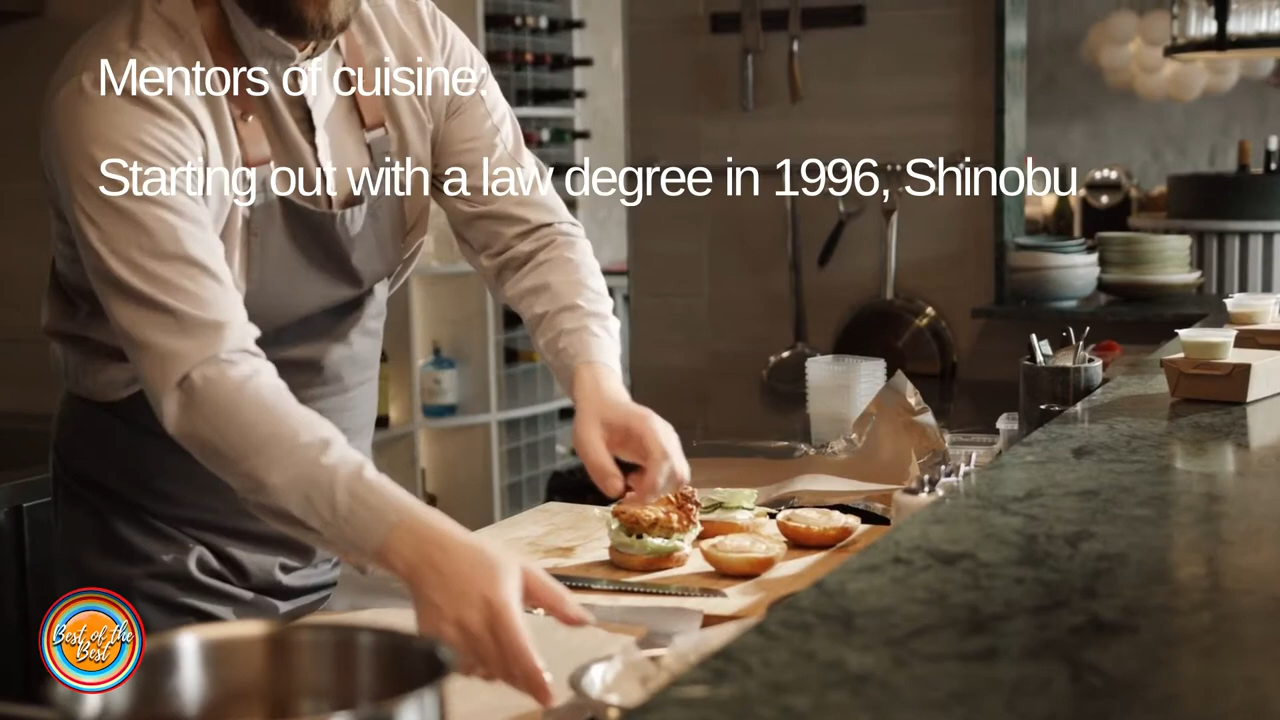 Mentors of cuisine:
Starting out with a law degree in 1996, Shinobu
Best of the
Best